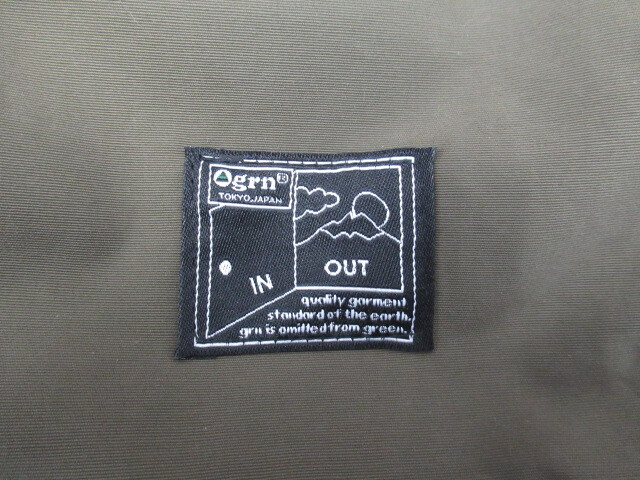 grn
TOKYO.JAPAN
IN
OUT
quality garment
standard of the earth.
grn is omitted from green.